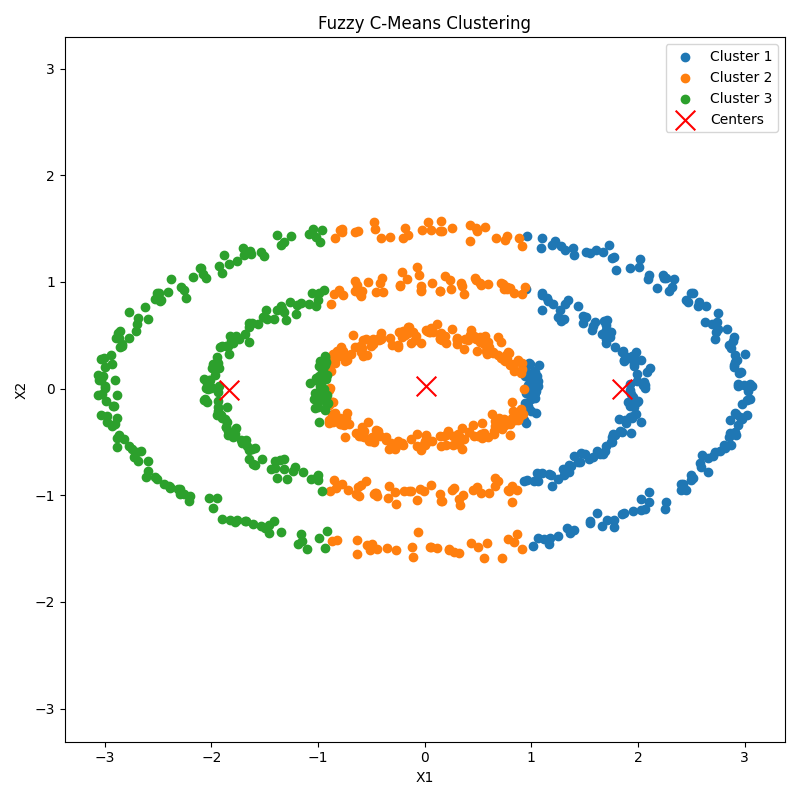 Fuzzy C-Means Clustering
Cluster 1
Cluster 2
Cluster 3
Centers
3
2
1
0
−1
−2
−3
X2
−3
−2
−1
0
1
2
3
X1